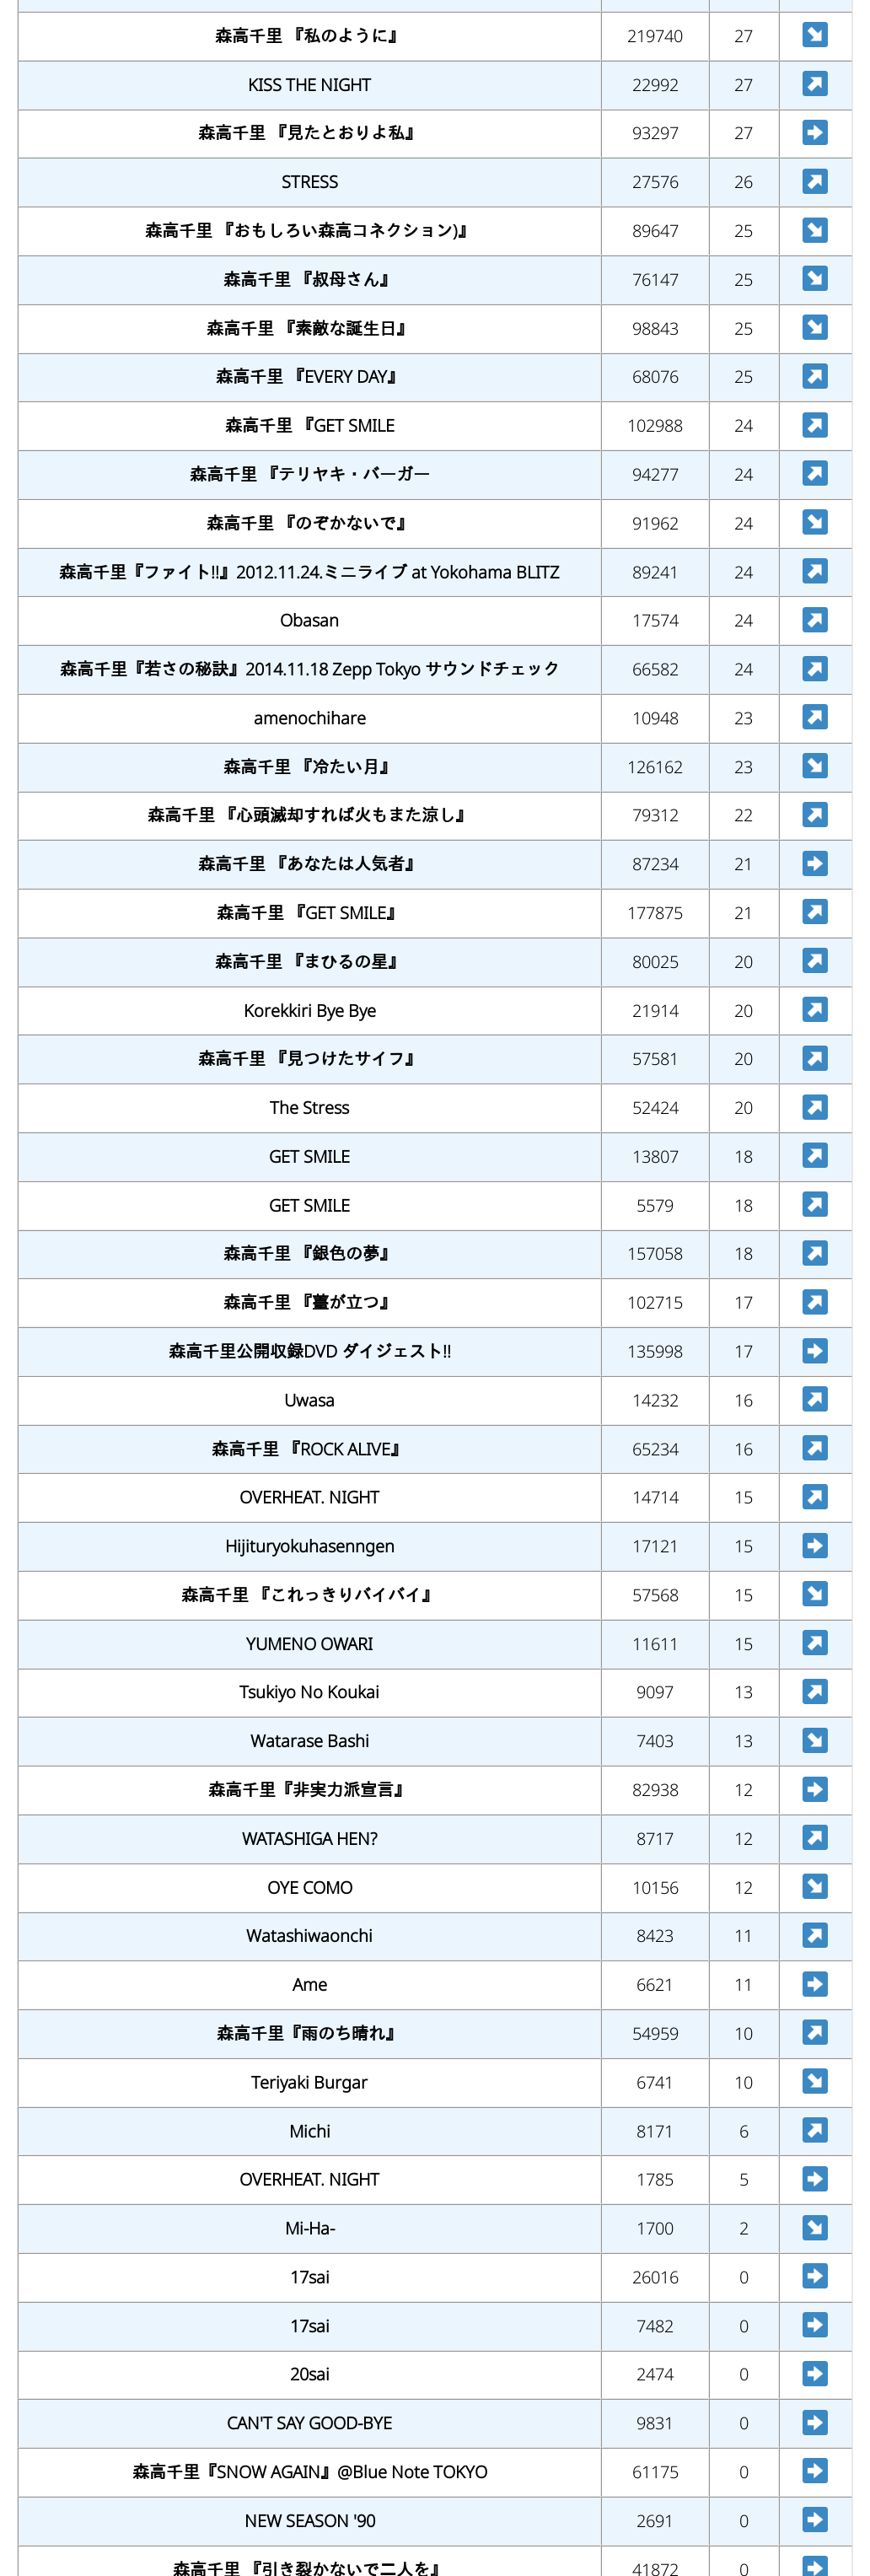 森高千里 『私のように』 219740 27 ↘
KISS THE NIGHT 22992 27 ↗
森高千里 『見たとおりよ私』 93297 27 ➡
STRESS 27576 26 ↗
森高千里 『おもしろい森高コネクション)』 89647 25 ↘
森高千里 『叔母さん』 76147 25 ↘
森高千里 『素敵な誕生日』 98843 25 ↘
森高千里 『EVERY DAY』 68076 25 ↗
森高千里 『GET SMILE 102988 24 ↗
森高千里 『テリヤキ・バーガー 94277 24 ↗
森高千里 『のぞかないで』 91962 24 ↘
森高千里『ファイト!!』2012.11.24.ミニライブ at Yokohama BLITZ 89241 24 ↗
Obasan 17574 24 ↗
森高千里『若さの秘訣』2014.11.18 Zepp Tokyo サウンドチェック 66582 24 ↗
amenochihare 10948 23 ↗
森高千里 『冷たい月』 126162 23 ↘
森高千里 『心頭滅却すれば火もまた涼し』 79312 22 ↗
森高千里 『あなたは人気者』 87234 21 ➡
森高千里 『GET SMILE』 177875 21 ↗
森高千里 『まひるの星』 80025 20 ↗
Korekkiri Bye Bye 21914 20 ↗
森高千里 『見つけたサイフ』 57581 20 ↗
The Stress 52424 20 ↗
GET SMILE 13807 18 ↗
GET SMILE 5579 18 ↗
森高千里 『銀色の夢』 157058 18 ↗
森高千里 『薹が立つ』 102715 17 ↗
森高千里公開収録DVD ダイジェスト!! 135998 17 ➡
Uwasa 14232 16 ↗
森高千里 『ROCK ALIVE』 65234 16 ↗
OVERHEAT. NIGHT 14714 15 ↗
Hijituryokuhasenngen 17121 15 ➡
森高千里 『これっきりバイバイ』 57568 15 ↘
YUMENO OWARI 11611 15 ↗
Tsukiyo No Koukai 9097 13 ↗
Watarase Bashi 7403 13 ↘
森高千里『非実力派宣言』 82938 12 ➡
WATASHIGA HEN? 8717 12 ↗
OYE COMO 10156 12 ↘
Watashiwaonchi 8423 11 ↗
Ame 6621 11 ➡
森高千里『雨のち晴れ』 54959 10 ↗
Teriyaki Burgar 6741 10 ↘
Michi 8171 6 ↗
OVERHEAT. NIGHT 1785 5 ➡
Mi-Ha- 1700 2 ↘
17sai 26016 0 ➡
17sai 7482 0 ➡
20sai 2474 0 ➡
CAN'T SAY GOOD-BYE 9831 0 ➡
森高千里『SNOW AGAIN』@Blue Note TOKYO 61175 0 ➡
NEW SEASON '90 2691 0 ➡
森高千里 『引き裂かないで二人を』 41872 0 ➡